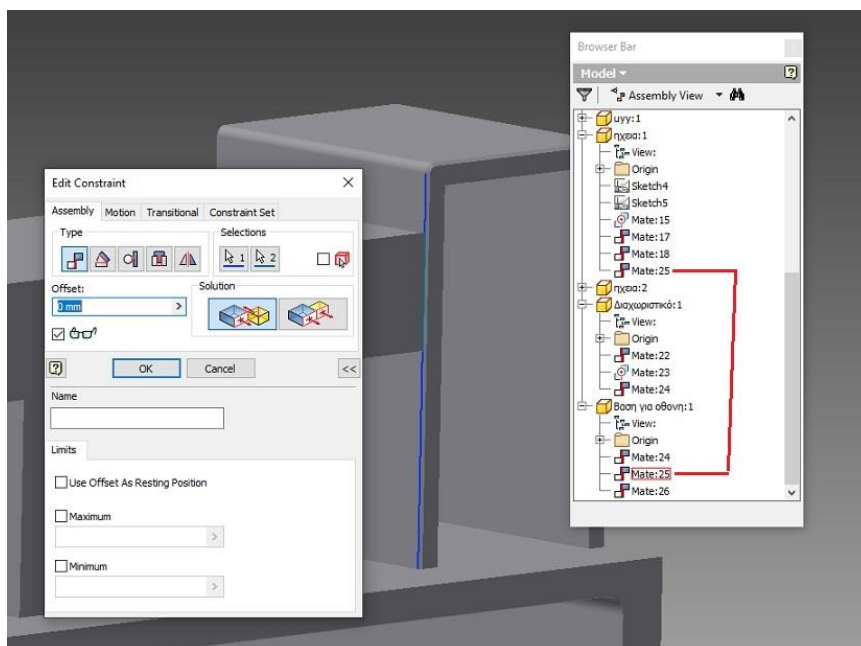 Browser Bar
Model
Assembly View
υγγ:1
ηχεια:1
View:
Origin
Sketch4
Sketch5
Mate:15
Mate:17
Mate:18
Mate:25
ηχεια:2
Διαχωριστικό:1
View:
Origin
Mate:22
Mate:23
Mate:24
Βαση για οθονη:1
View:
Origin
Mate:24
Mate:25
Mate:26
Edit Constraint
Assembly Motion Transitional Constraint Set
Type Selections
1 2
Offset: Solution
0 mm >
OK Cancel <<
Name
Limits
Use Offset As Resting Position
Maximum
>
Minimum
>